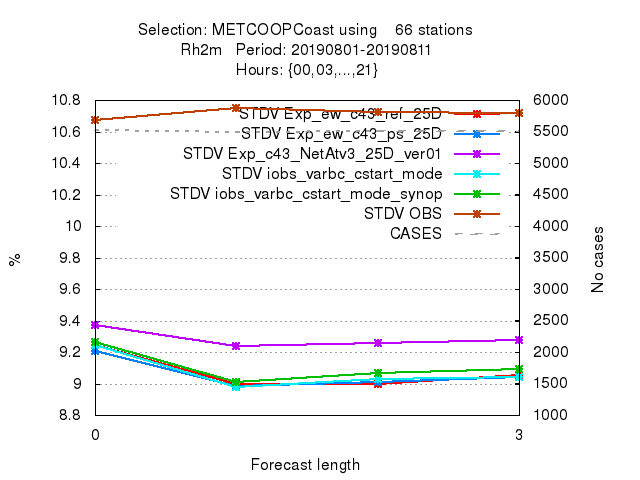 Selection: METCOOPCoast using 66 stations
Rh2m Period: 20190801-20190811
Hours: {00,03,...,21}
10.8 6000
STDV Exp_ew_c43_ref_25D
10.6 5500
STDV Exp_ew_c43_ps_25D
STDV Exp_c43_NetAtv3_25D_ver01
10.4 5000
STDV iobs_varbc_cstart_mode
10.2 4500
STDV iobs_varbc_cstart_mode_synop
STDV OBS
10 4000
CASES
9.8 3500
% No cases
9.6 3000
9.4 2500
9.2 2000
9 1500
8.8 1000
0 3
Forecast length